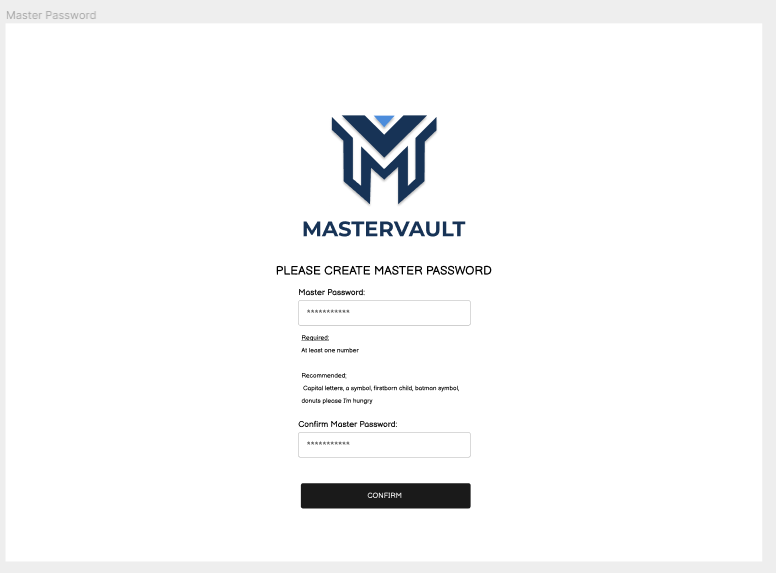 Master Password
MASTERVAULT
PLEASE CREATE MASTER PASSWORD
Master Password:
***********
Required:
At least one number
Recommended:
Capital letters, a symbol, firstborn child, batman symbol,
donuts please I'm hungry
Confirm Master Password:
***********
CONFIRM